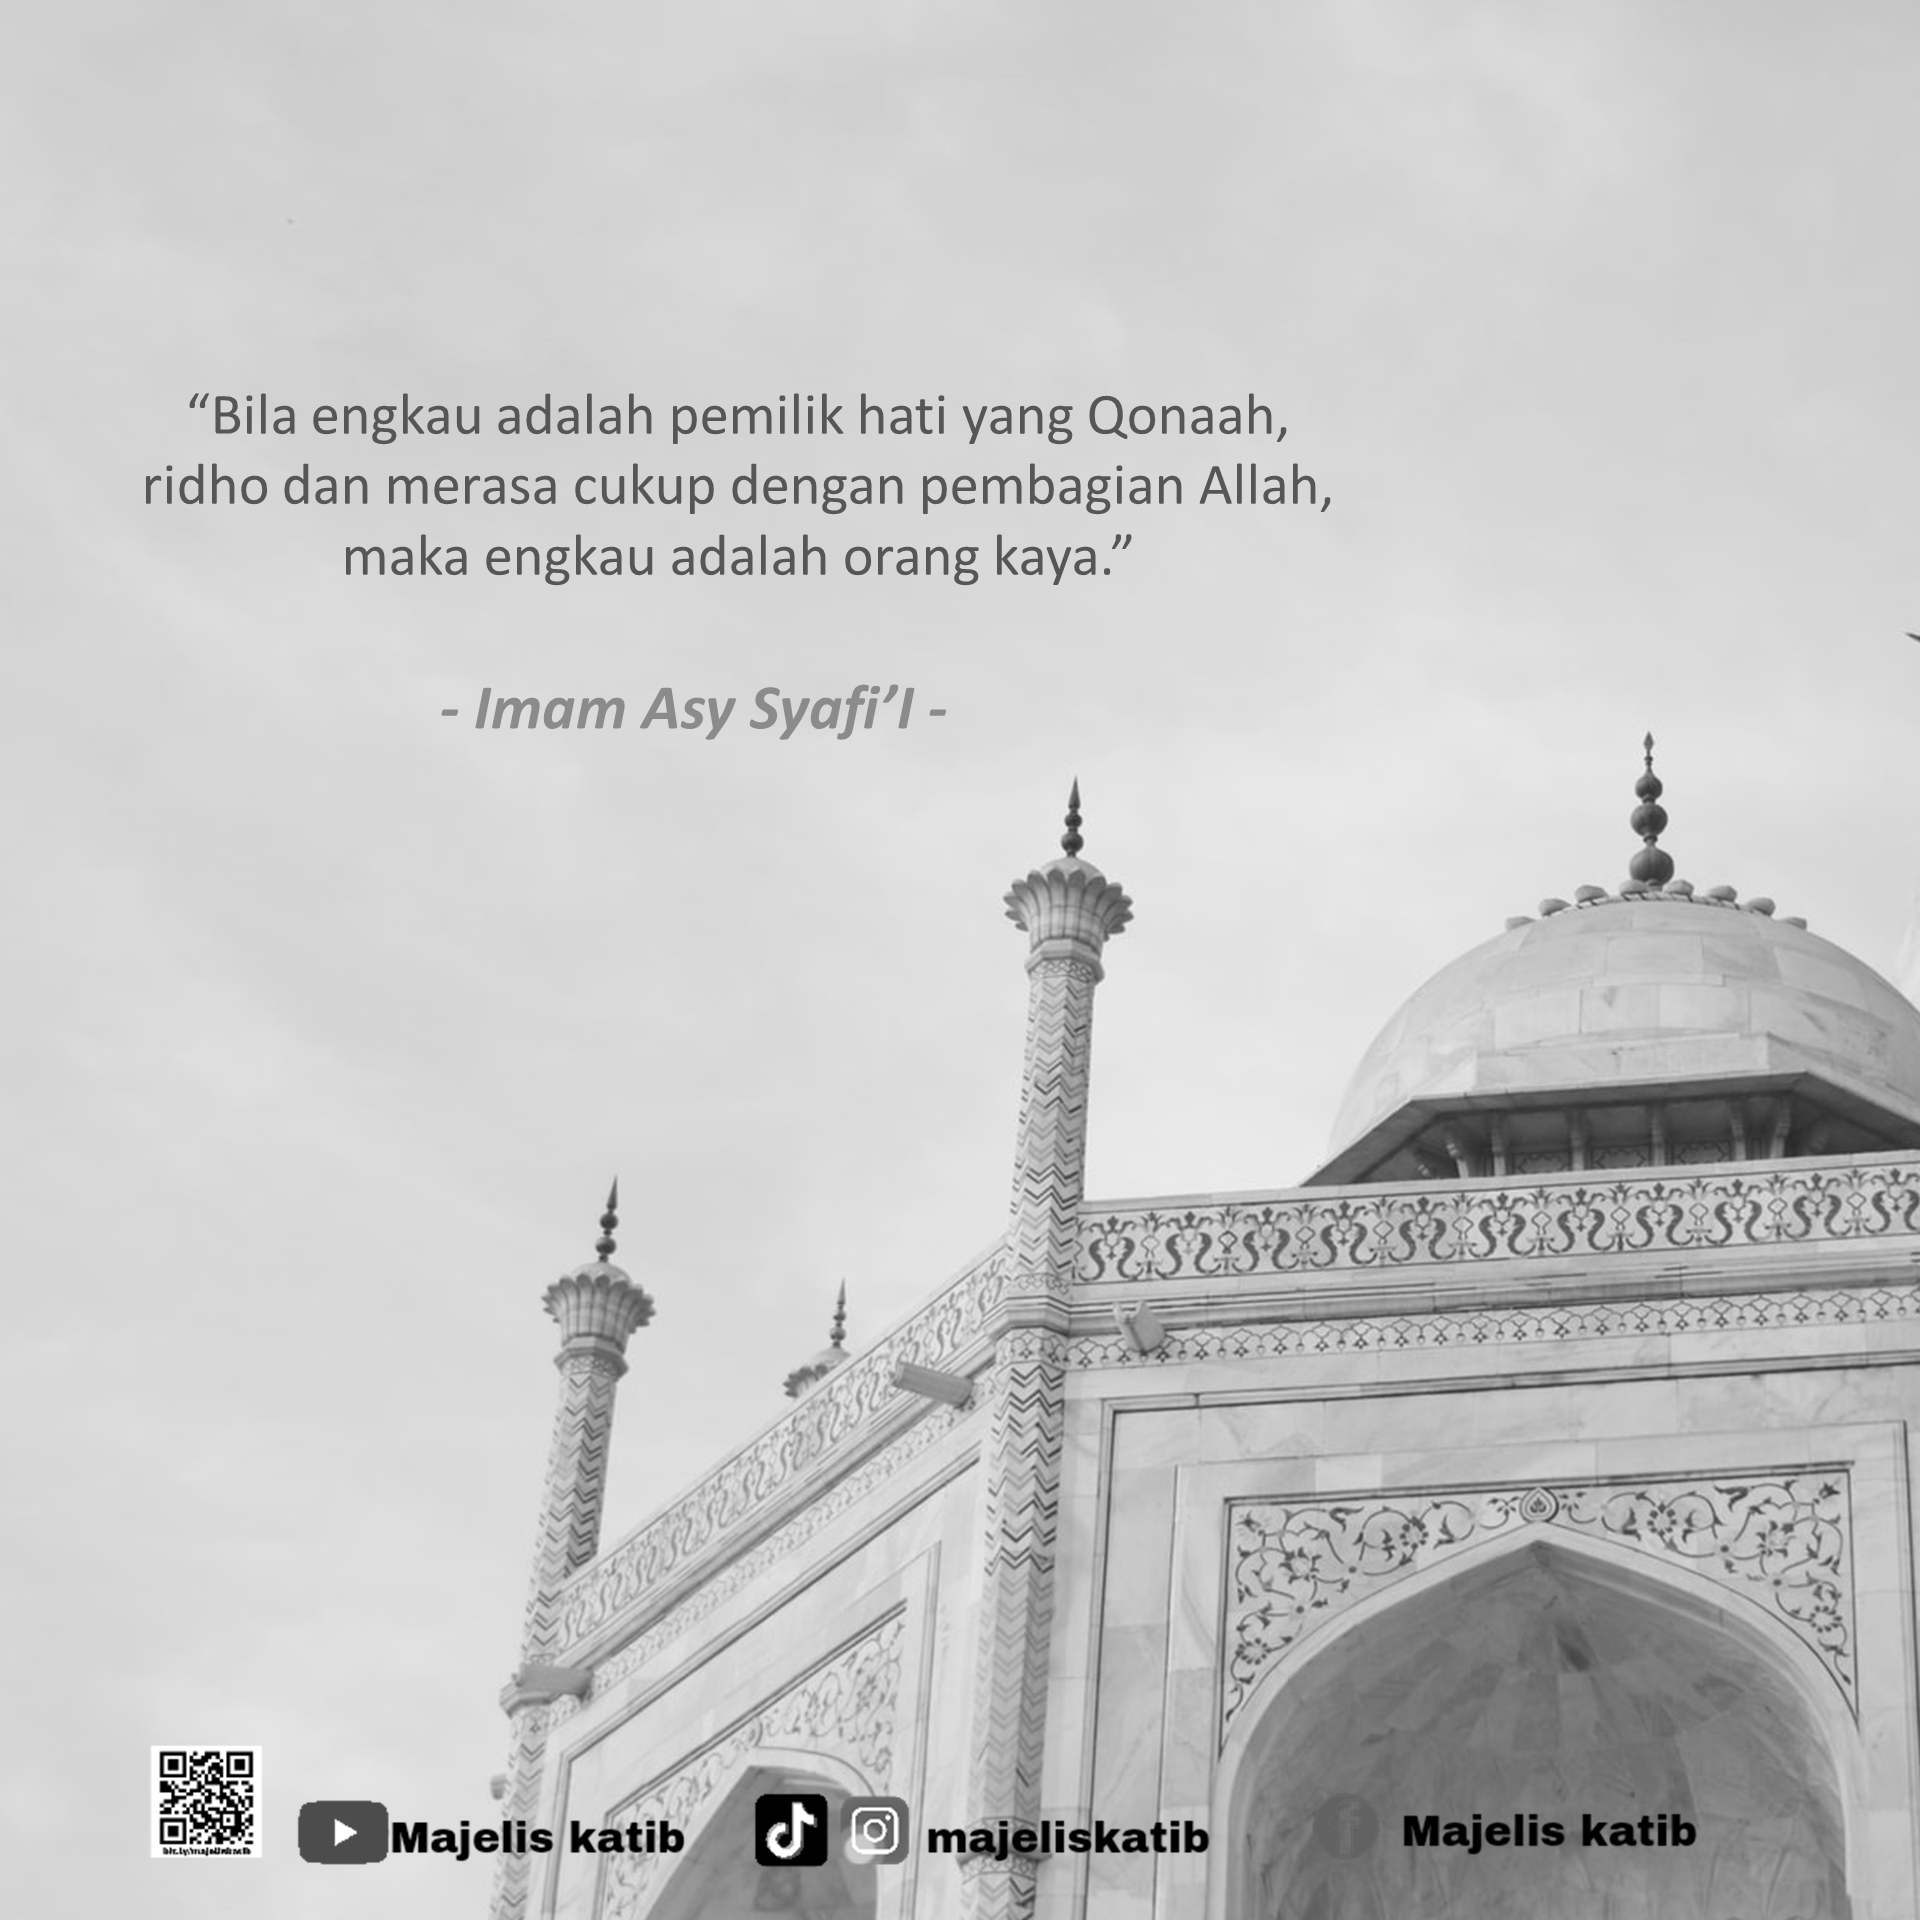 “Bila engkau adalah pemilik hati yang Qonaah,
ridho dan merasa cukup dengan pembagian Allah,
maka engkau adalah orang kaya.”
- Imam Asy Syafi’I -
Majelis katib
majeliskatib
Majelis katib